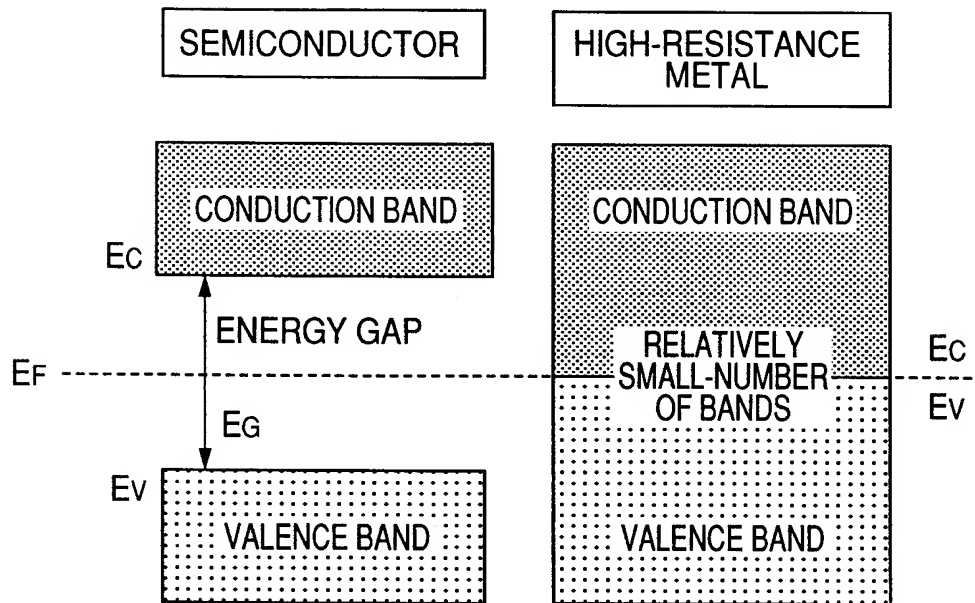 SEMICONDUCTOR
HIGH-RESISTANCE
METAL
CONDUCTION BAND
EC
ENERGY GAP
EF
EG
EV
VALENCE BAND
CONDUCTION BAND
RELATIVELY
SMALL-NUMBER
OF BANDS
EC
EV
VALENCE BAND